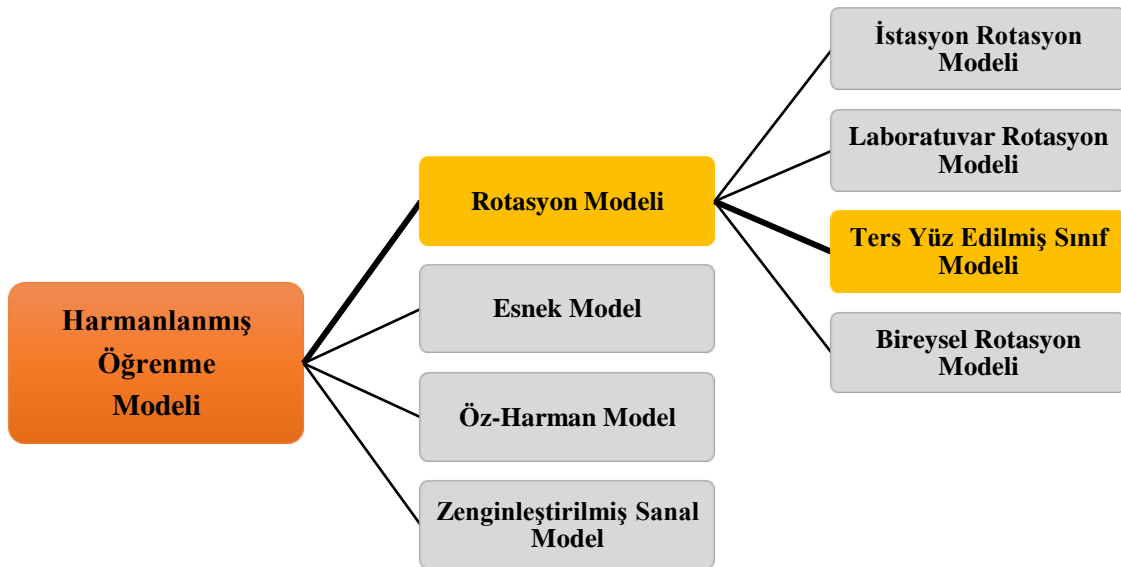 Harmanlanmış
Öğrenme
Modeli
Rotasyon Modeli
Esnek Model
Öz-Harman Model
Zenginleştirilmiş Sanal
Model
İstasyon Rotasyon
Modeli
Laboratuvar Rotasyon
Modeli
Ters Yüz Edilmiş Sınıf
Modeli
Bireysel Rotasyon
Modeli